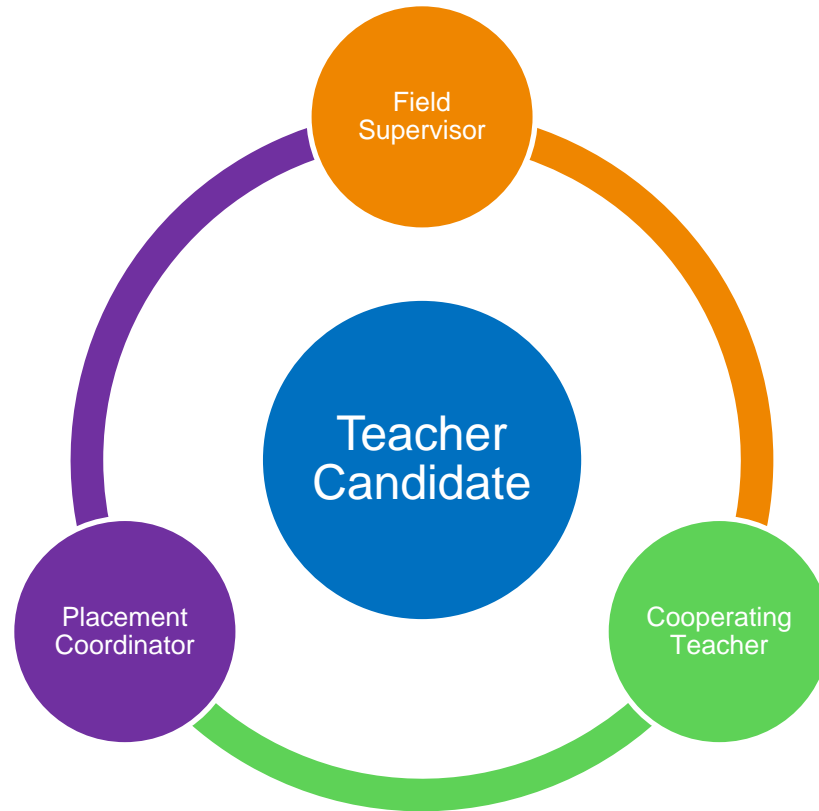 Field
Supervisor
Teacher
Candidate
Placement
Coordinator
Cooperating
Teacher